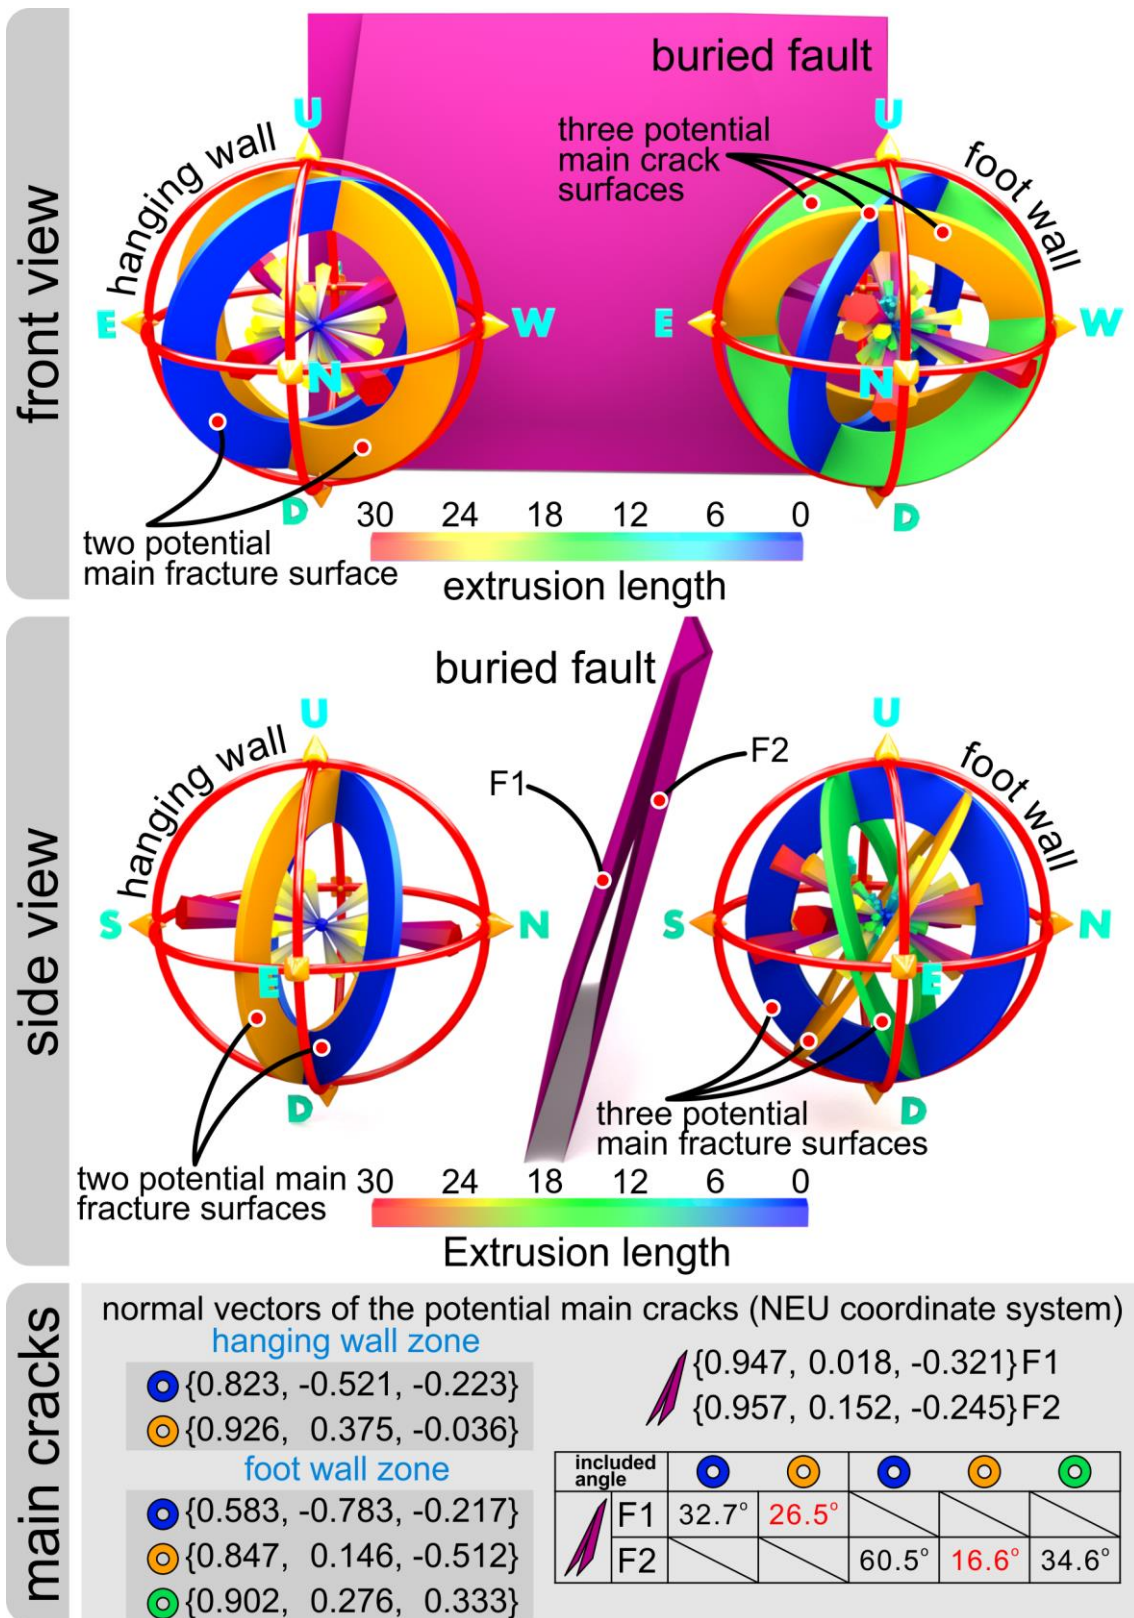 front view
buried fault
U
U
hanging wall
three potential
main crack
surfaces
foot wall
E
W
E
W
N
N
D
D
30 24 18 12 6 0
two potential
main fracture surface
extrusion length
side view
buried fault
U
U
hanging wall
F1
F2
foot wall
S
N
S
N
E
E
D
D
three potential
main fracture surfaces
two potential main
fracture surfaces
30 24 18 12 6 0
Extrusion length
main cracks
normal vectors of the potential main cracks (NEU coordinate system)
hanging wall zone
{0.823, -0.521, -0.223}
{0.926, 0.375, -0.036}
foot wall zone
{0.583, -0.783, -0.217}
{0.847, 0.146, -0.512}
{0.902, 0.276, 0.333}
{0.947, 0.018, -0.321} F1
{0.957, 0.152, -0.245} F2
included
angle
F1 32.7° 26.5°
F2 60.5° 16.6° 34.6°